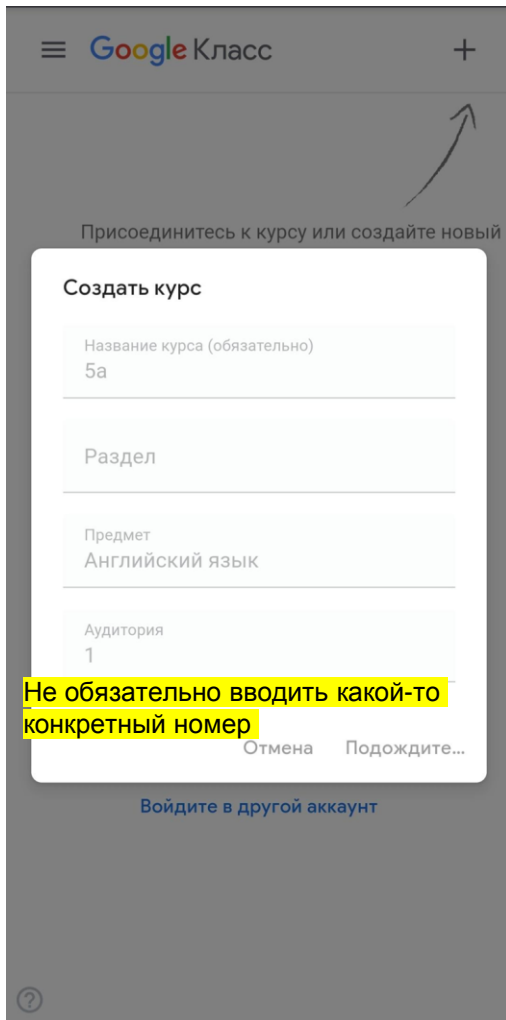 Google Класс
Присоединитесь к курсу или создайте новый
Создать курс
Название курса (обязательно)
5а
Раздел
Предмет
Английский язык
Аудитория
1
Не обязательно вводить какой-то
конкретный номер
Отмена Подождите...
Войдите в другой аккаунт
?